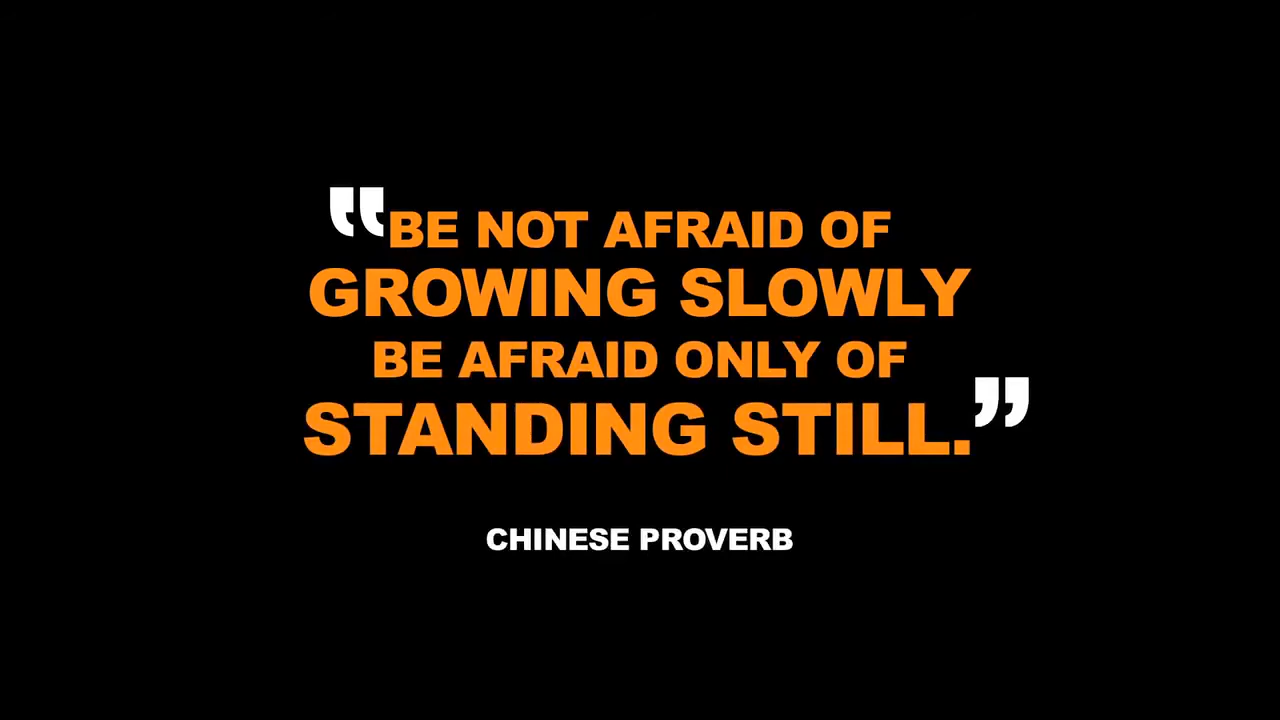 “BE NOT AFRAID OF
GROWING SLOWLY
BE AFRAID ONLY OF
STANDING STILL.”
CHINESE PROVERB